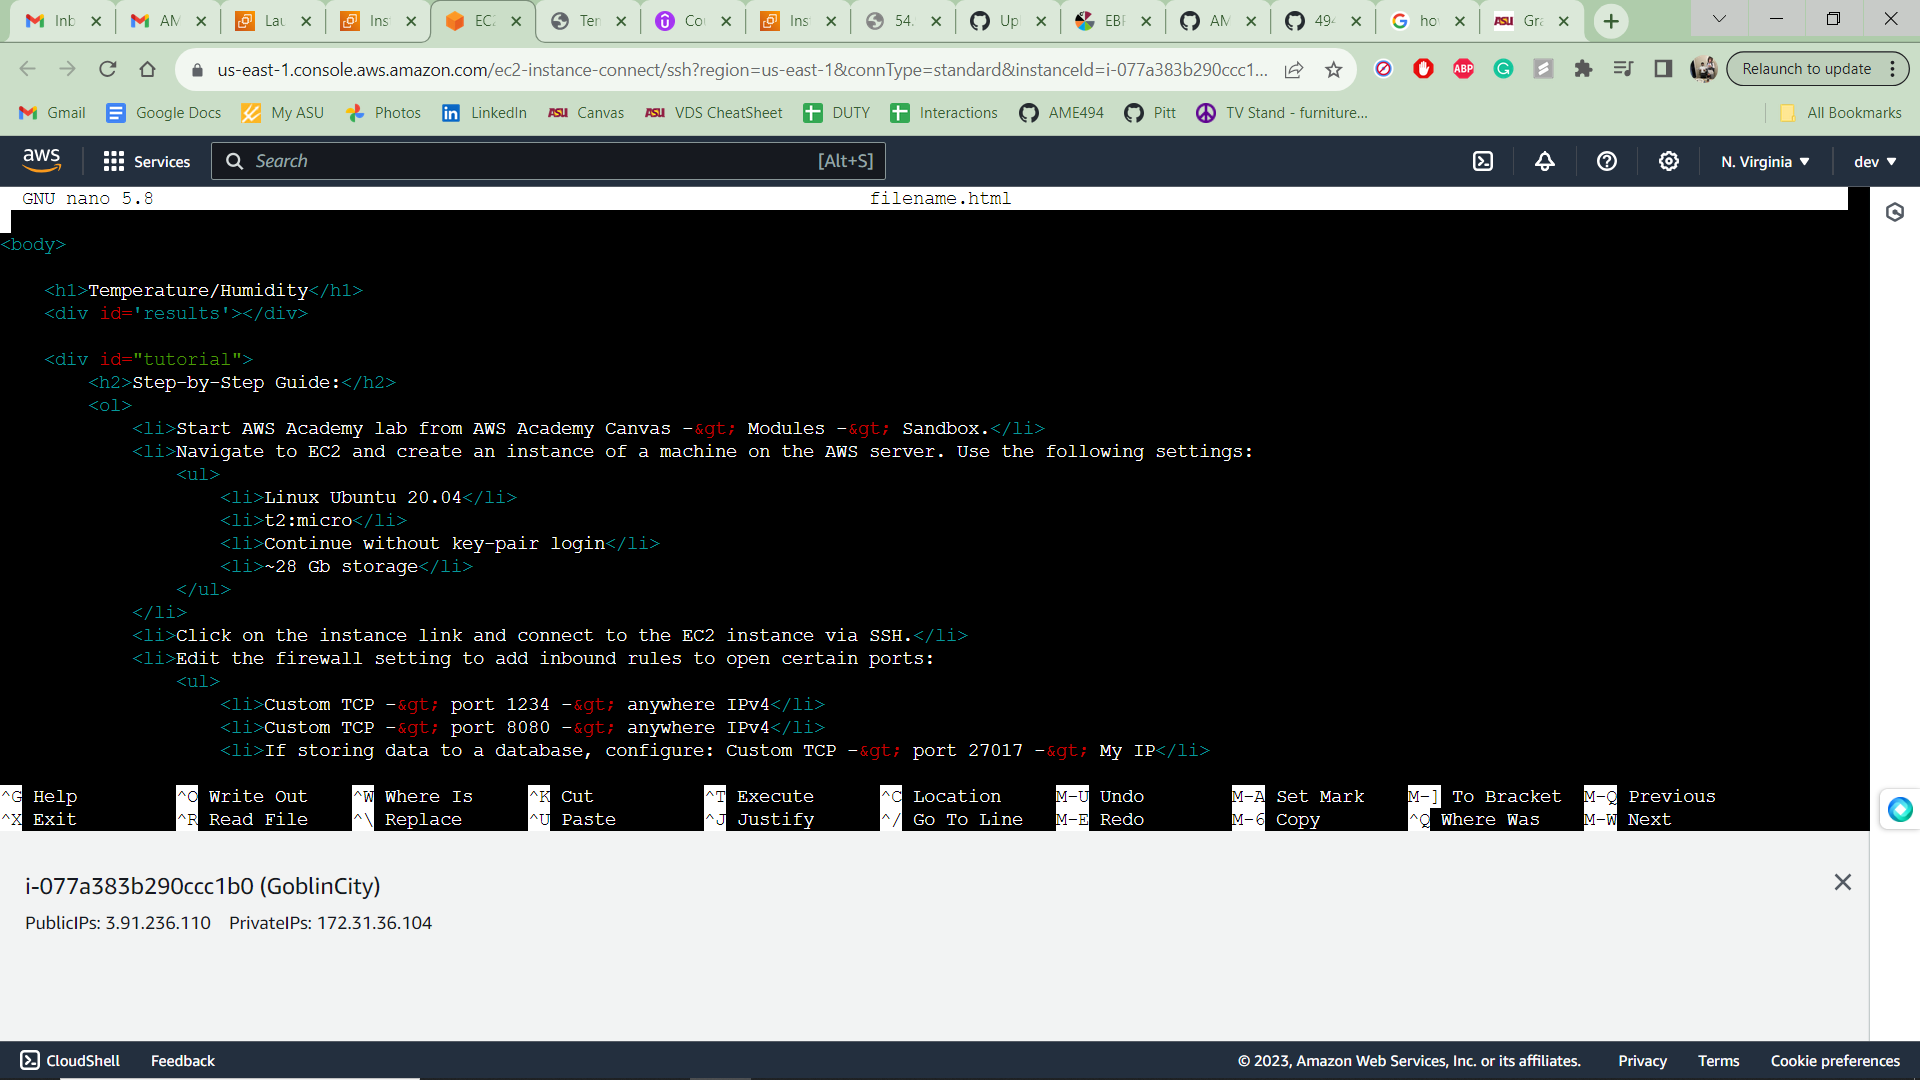 Inb
AM
Lau
Ins
EC2
Ten
Cou
Ins
54.
Up
EBF
AM
494
hov
Gra
us-east-1.console.aws.amazon.com/ec2-instance-connect/ssh?region=us-east-1&connType=standard&instanceId=i-077a383b290ccc1...
ABP
Relaunch to update
Gmail
Google Docs
My ASU
Photos
LinkedIn
ASU Canvas
ASU VDS CheatSheet
DUTY
Interactions
AME494
Pitt
TV Stand - furniture...
All Bookmarks
aws
Services
Search [Alt+S]
N. Virginia
dev
GNU nano 5.8 filename.html
<body>
<h1>Temperature/Humidity</h1>
<div id='results'></div>
<div id="tutorial">
<h2>Step-by-Step Guide:</h2>
<ol>
<li>Start AWS Academy lab from AWS Academy Canvas -&gt; Modules -&gt; Sandbox.</li>
<li>Navigate to EC2 and create an instance of a machine on the AWS server. Use the following settings:
<ul>
<li>Linux Ubuntu 20.04</li>
<li>t2:micro</li>
<li>Continue without key-pair login</li>
<li>~28 Gb storage</li>
</ul>
</li>
<li>Click on the instance link and connect to the EC2 instance via SSH.</li>
<li>Edit the firewall setting to add inbound rules to open certain ports:
<ul>
<li>Custom TCP -&gt; port 1234 -&gt; anywhere IPv4</li>
<li>Custom TCP -&gt; port 8080 -&gt; anywhere IPv4</li>
<li>If storing data to a database, configure: Custom TCP -&gt; port 27017 -&gt; My IP</li>
^G Help ^O Write Out ^W Where Is ^K Cut ^T Execute ^C Location M-U Undo M-A Set Mark M-] To Bracket M-Q Previous
^X Exit ^R Read File ^\ Replace ^U Paste ^J Justify ^/ Go To Line M-E Redo M-6 Copy ^Q Where Was M-W Next
i-077a383b290ccc1b0 (GoblinCity)
PublicIPs: 3.91.236.110 PrivateIPs: 172.31.36.104
CloudShell Feedback © 2023, Amazon Web Services, Inc. or its affiliates. Privacy Terms Cookie preferences